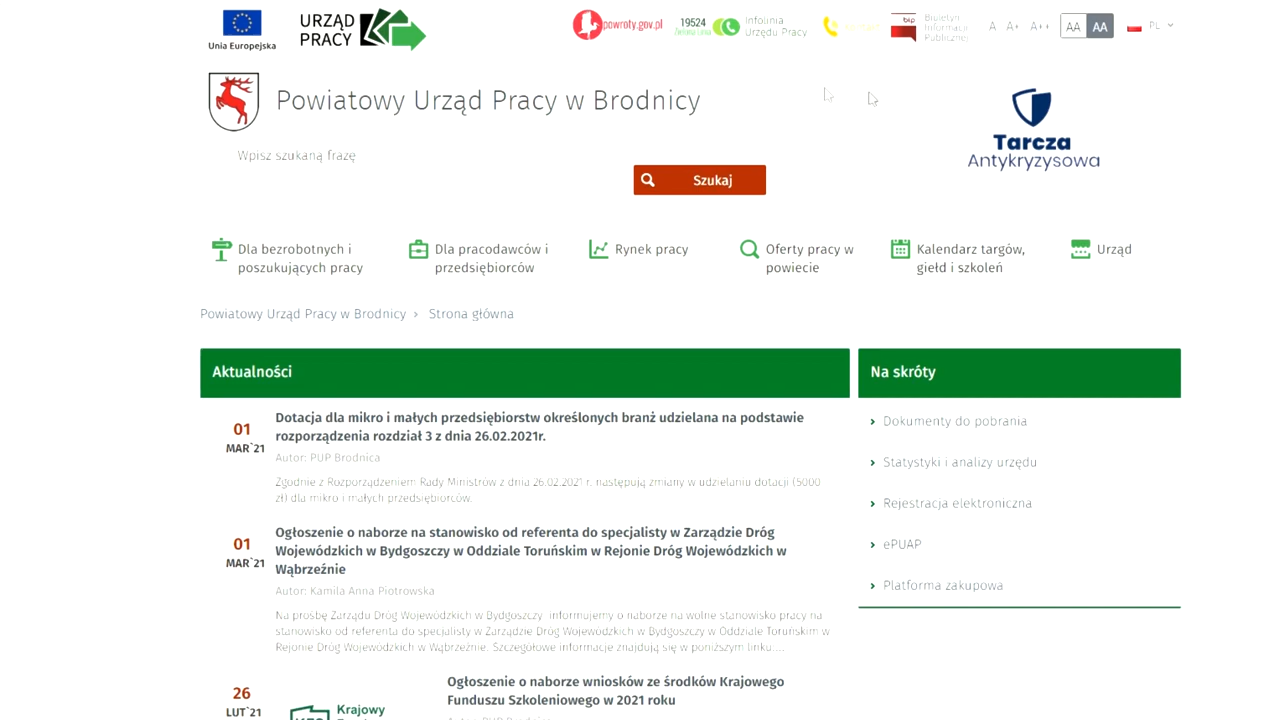 Unia Europejska
URZĄD
PRACY
powroty.gov.pl
19524
Zielona Linia
Infolinia
Urzędu Pracy
bip
Biuletyn
Informacji
Publicznej
A A+ A++
AA AA
PL
Powiatowy Urząd Pracy w Brodnicy
Wpisz szukaną frazę
Szukaj
Tarcza
Antykryzysowa
Dla bezrobotnych i
poszukujących pracy
Dla pracodawców i
przedsiębiorców
Rynek pracy
Oferty pracy w
powiecie
Kalendarz targów,
giełd i szkoleń
Urząd
Powiatowy Urząd Pracy w Brodnicy › Strona główna
Aktualności
01
MAR`21
Dotacja dla mikro i małych przedsiębiorstw określonych branż udzielana na podstawie
rozporządzenia rozdział 3 z dnia 26.02.2021r.
Autor: PUP Brodnica
Zgodnie z Rozporządzeniem Rady Ministrów z dnia 26.02.2021 r. następują zmiany w udzielaniu dotacji (5000
zł) dla mikro i małych przedsiębiorców.
01
MAR`21
Ogłoszenie o naborze na stanowisko od referenta do specjalisty w Zarządzie Dróg
Wojewódzkich w Bydgoszczy w Oddziale Toruńskim w Rejonie Dróg Wojewódzkich w
Wąbrzeźnie
Autor: Kamila Anna Piotrowska
Na prośbę Zarządu Dróg Wojewódzkich w Bydgoszczy informujemy o naborze na wolne stanowisko pracy na
stanowisko od referenta do specjalisty w Zarządzie Dróg Wojewódzkich w Bydgoszczy w Oddziale Toruńskim w
Rejonie Dróg Wojewódzkich w Wąbrzeźnie. Szczegółowe informacje znajdują się w poniższym linku....
26
LUT`21
Krajowy
Ogłoszenie o naborze wniosków ze środków Krajowego
Funduszu Szkoleniowego w 2021 roku
Na skróty
Dokumenty do pobrania
Statystyki i analizy urzędu
Rejestracja elektroniczna
ePUAP
Platforma zakupowa